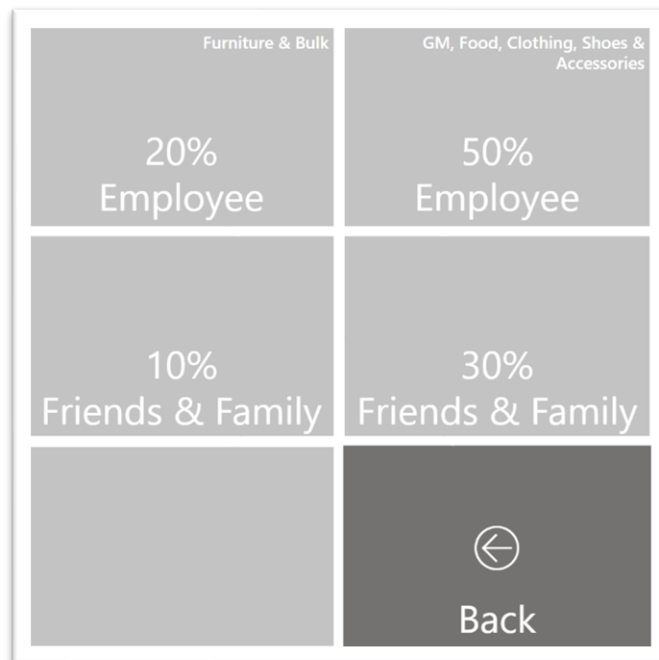 Furniture & Bulk
20%
Employee
GM, Food, Clothing, Shoes &
Accessories
50%
Employee
10%
Friends & Family
30%
Friends & Family
Back